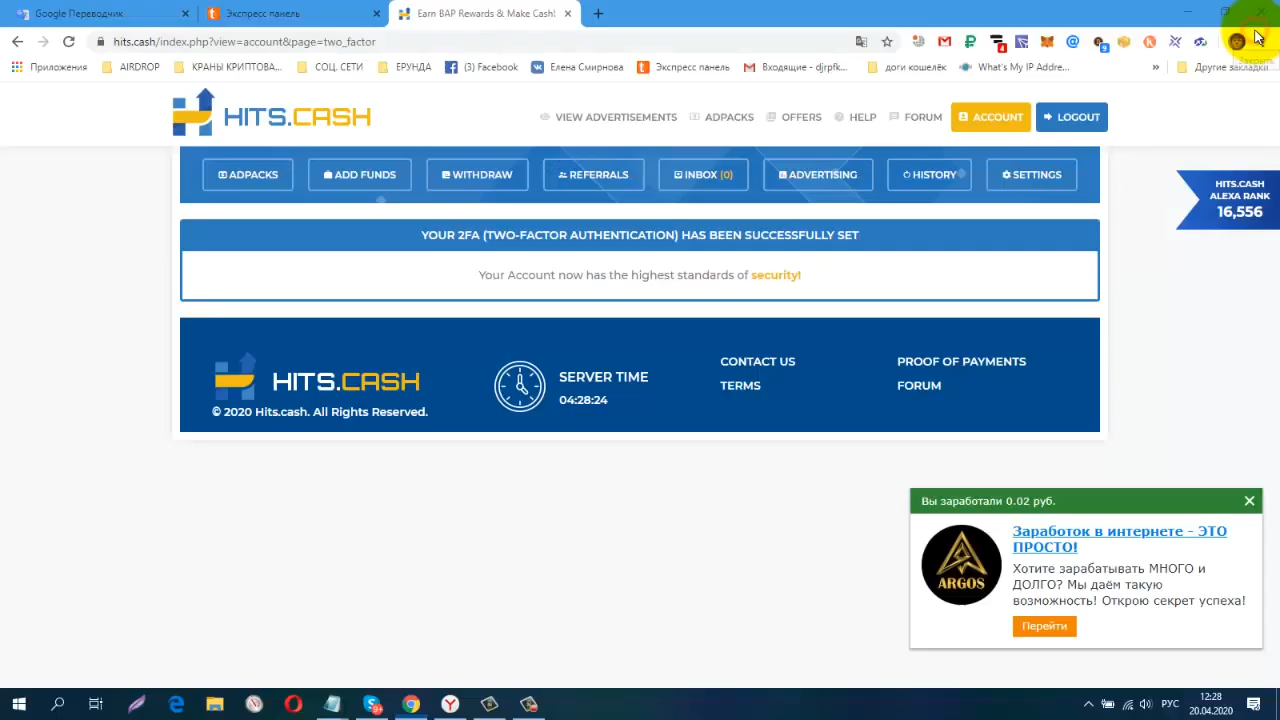 Google Переводчик
Экспресс панель
Earn BAP Rewards & Make Cash!
hits.cash/index.php?view=account&page=two_factor
Приложения
AIRDROP
КРАНЫ КРИПТОВА...
СОЦ. СЕТИ
ЕРУНДА
(3) Facebook
Елена Смирнова
Экспресс панель
Входящие - djrpfk...
доги кошелёк
What's My IP Addre...
»
Другие закладки
HITS.CASH
VIEW ADVERTISEMENTS
ADPACKS
OFFERS
HELP
FORUM
ACCOUNT
LOGOUT
ADPACKS
ADD FUNDS
WITHDRAW
REFERRALS
INBOX (0)
ADVERTISING
HISTORY
SETTINGS
HITS.CASH
ALEXA RANK
16,556
YOUR 2FA (TWO-FACTOR AUTHENTICATION) HAS BEEN SUCCESSFULLY SET
Your Account now has the highest standards of security!
HITS.CASH
© 2020 Hits.cash. All Rights Reserved.
SERVER TIME
04:28:24
CONTACT US
TERMS
PROOF OF PAYMENTS
FORUM
Вы заработали 0.02 руб.
ARGOS
Заработок в интернете - ЭТО
ПРОСТО!
Хотите зарабатывать МНОГО и
ДОЛГО? Мы даём такую
возможность! Открою секрет успеха!
Перейти
РУС
12:28
20.04.2020